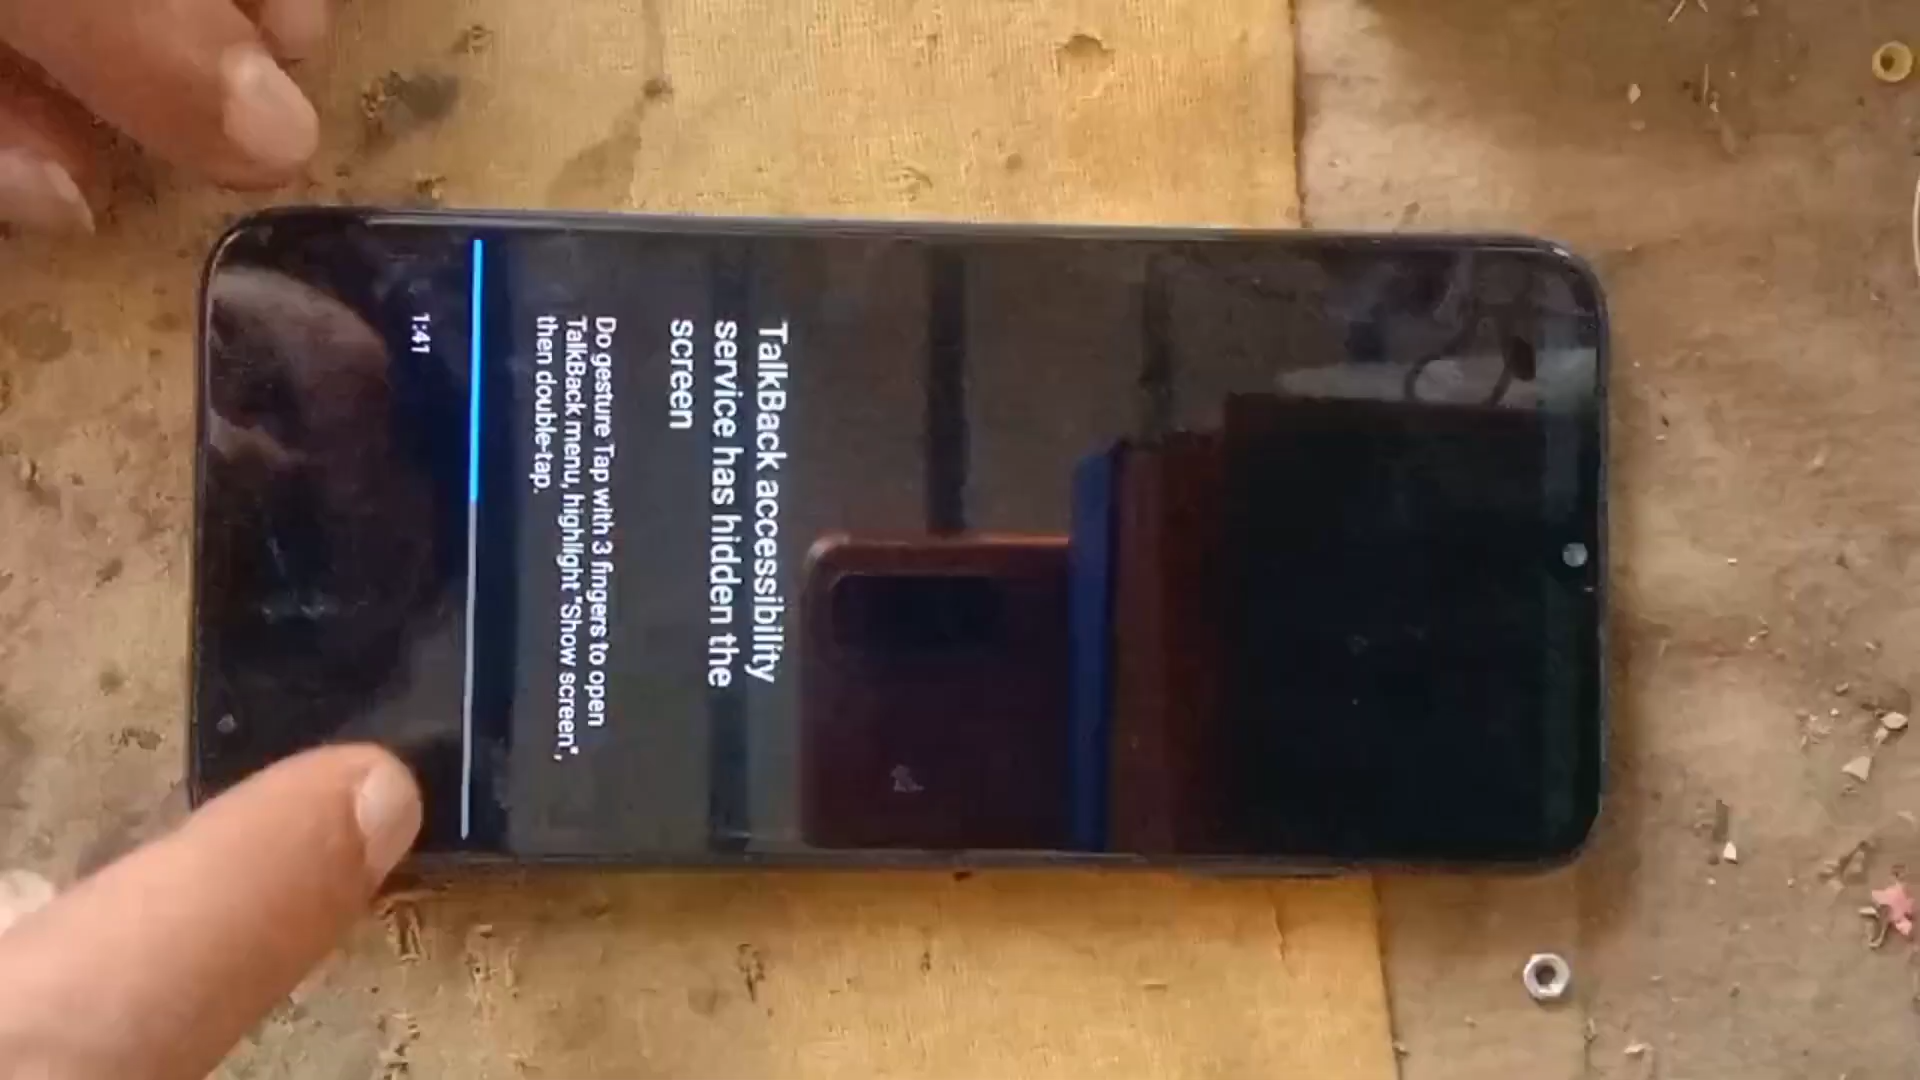 TalkBack accessibility
service has hidden the
screen
Do gesture Tap with 3 fingers to open
TalkBack menu, highlight "Show screen",
then double-tap.
1:41